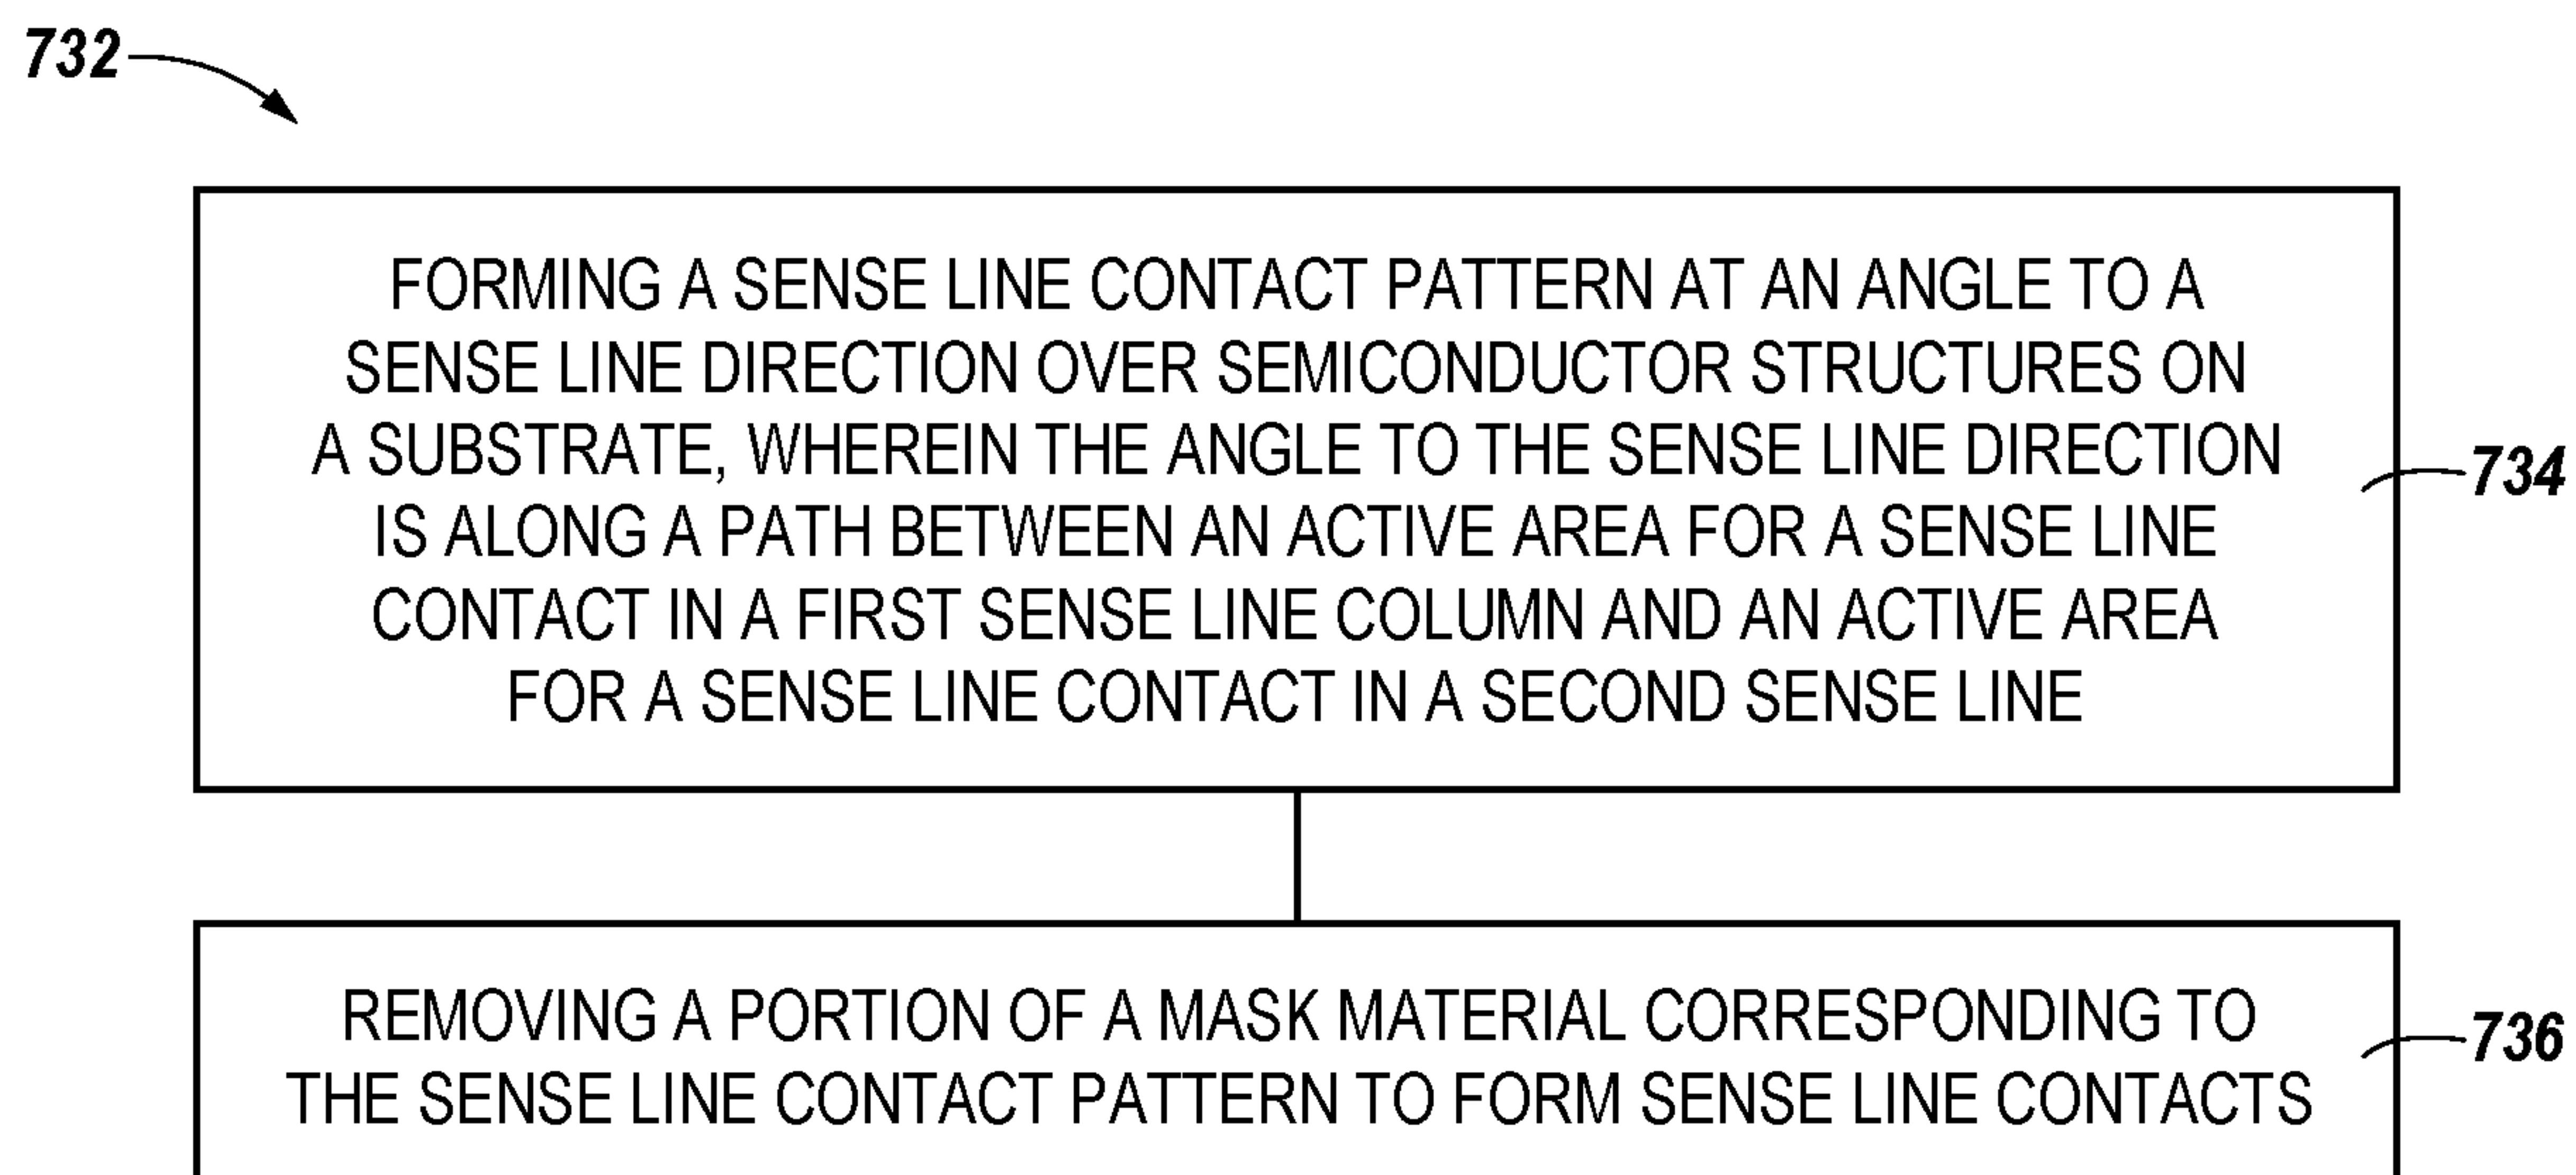 732
FORMING A SENSE LINE CONTACT PATTERN AT AN ANGLE TO A
SENSE LINE DIRECTION OVER SEMICONDUCTOR STRUCTURES ON
A SUBSTRATE, WHEREIN THE ANGLE TO THE SENSE LINE DIRECTION
IS ALONG A PATH BETWEEN AN ACTIVE AREA FOR A SENSE LINE
CONTACT IN A FIRST SENSE LINE COLUMN AND AN ACTIVE AREA
FOR A SENSE LINE CONTACT IN A SECOND SENSE LINE
734
REMOVING A PORTION OF A MASK MATERIAL CORRESPONDING TO
THE SENSE LINE CONTACT PATTERN TO FORM SENSE LINE CONTACTS
736